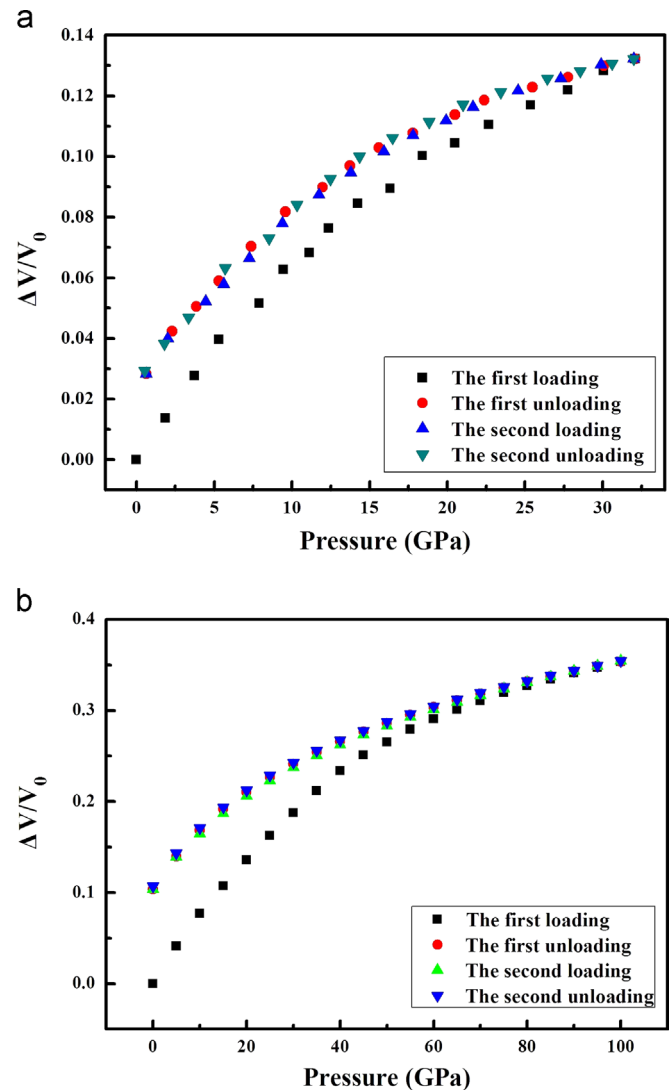 a
0.14
0.12
0.10
0.08
0.06
0.04
0.02
0.00
ΔV/V0
The first loading
The first unloading
The second loading
The second unloading
0 5 10 15 20 25 30
Pressure (GPa)
b
0.4
0.3
0.2
0.1
0.0
ΔV/V0
The first loading
The first unloading
The second loading
The second unloading
0 20 40 60 80 100
Pressure (GPa)